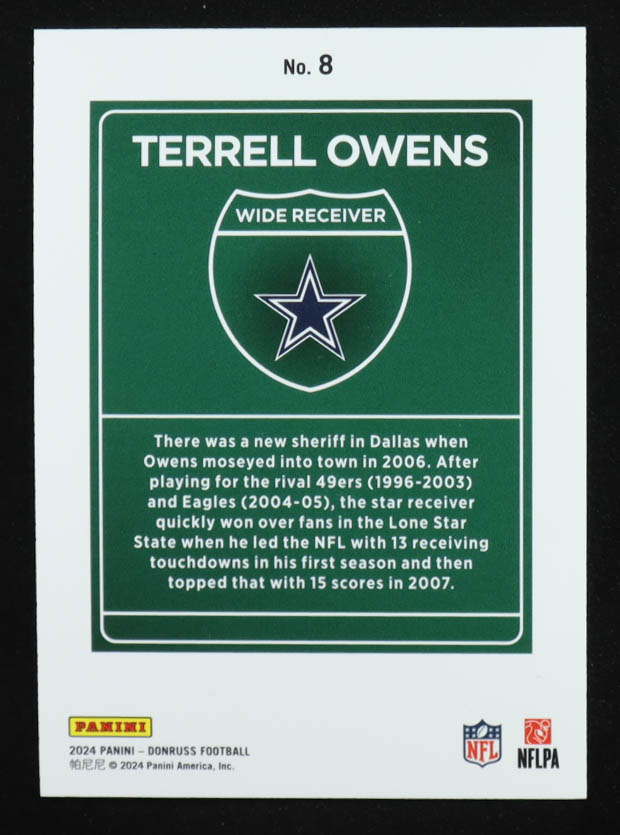 No. 8
TERRELL OWENS
WIDE RECEIVER
There was a new sheriff in Dallas when
Owens moseyed into town in 2006. After
playing for the rival 49ers (1996-2003)
and Eagles (2004-05), the star receiver
quickly won over fans in the Lone Star
State when he led the NFL with 13 receiving
touchdowns in his first season and then
topped that with 15 scores in 2007.
PANINI
2024 PANINI – DONRUSS FOOTBALL
帕尼尼 © 2024 Panini America, Inc.
NFL
NFLPA